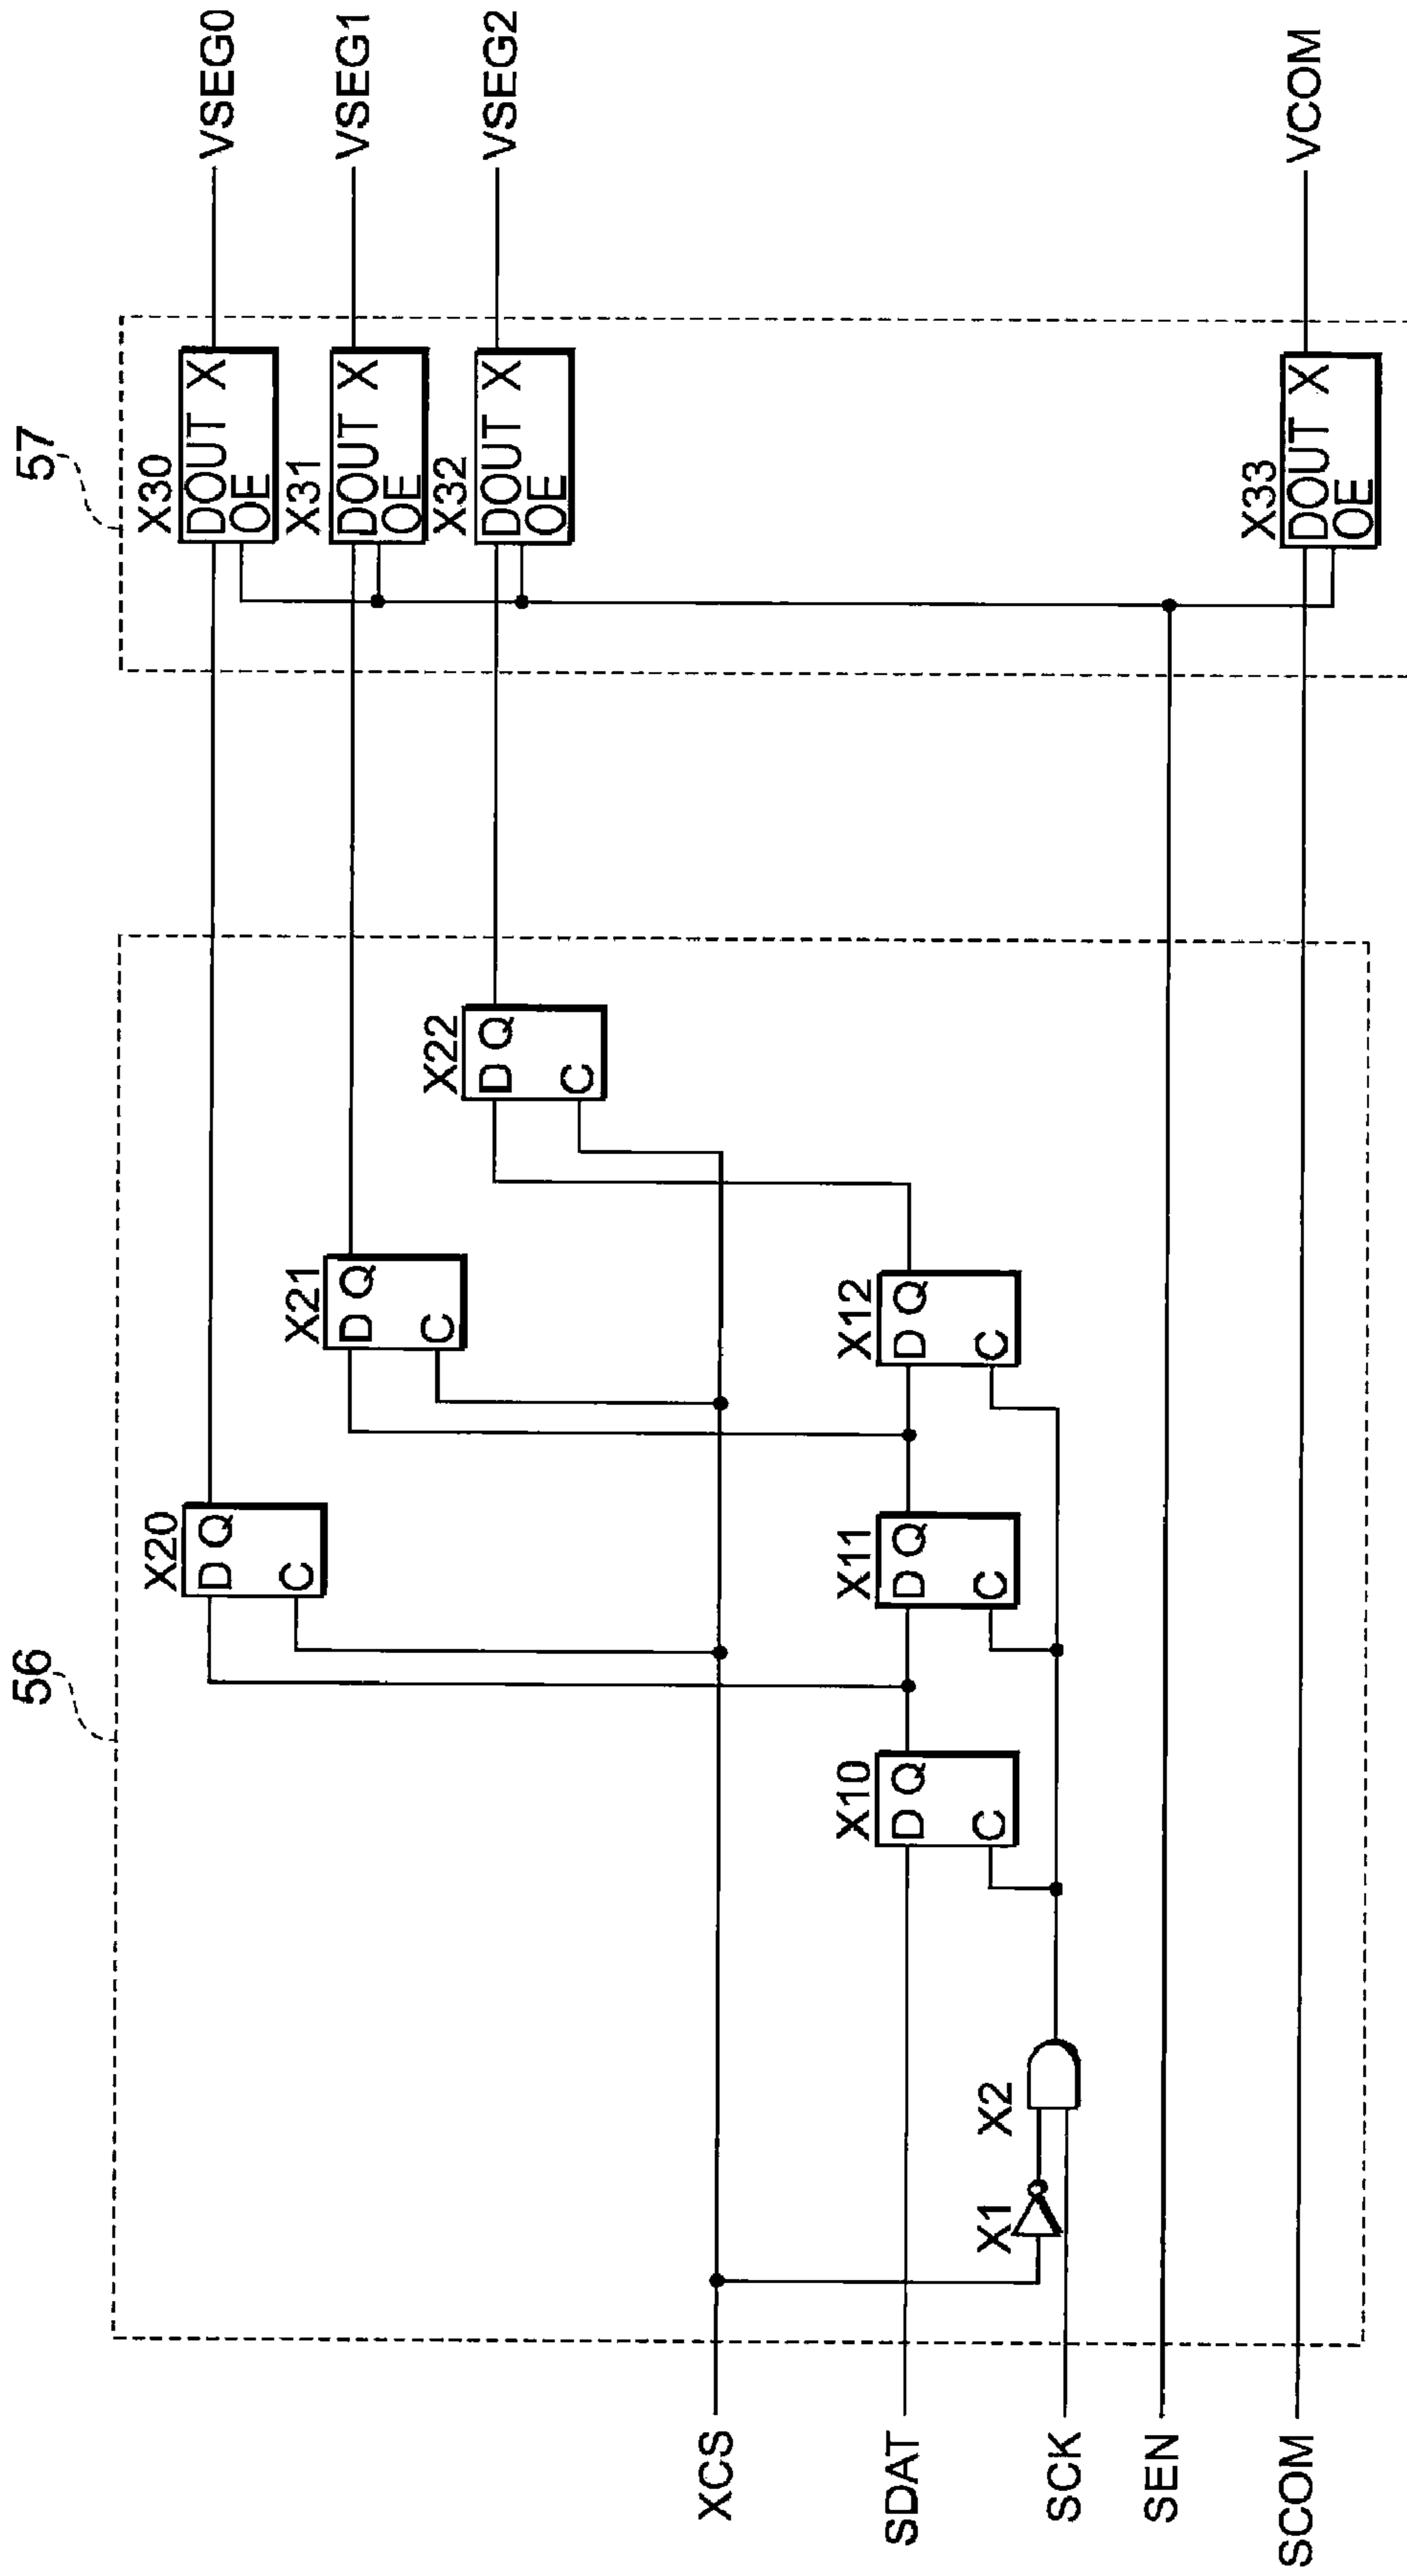 56
57
X20
D Q
C
X21
D Q
C
X22
D Q
C
X30
DOUT X
OE
X31
DOUT X
OE
X32
DOUT X
OE
X33
DOUT X
OE
VSEG0
VSEG1
VSEG2
VCOM
X10
D Q
C
X11
D Q
C
X12
D Q
C
X1
X2
XCS
SDAT
SCK
SEN
SCOM